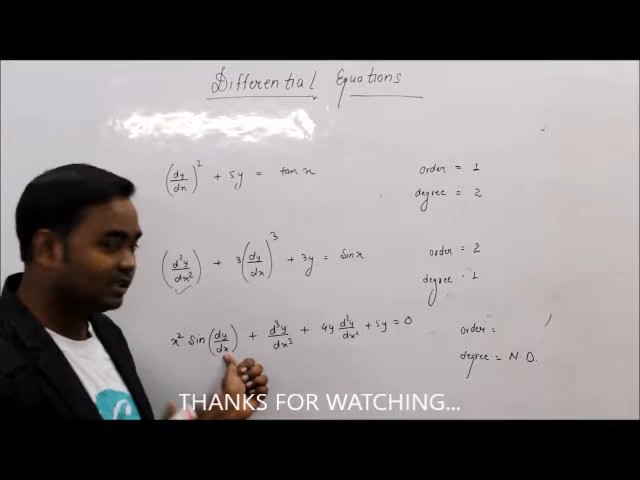 Differential Equations
(dy/dx)² + 5y = tan x
order = 1
degree = 2
(d²y/dx²) + 3(dy/dx)³ + 3y = Sin x
order = 2
degree = 1
x² Sin(dy/dx) + d³y/dx³ + 4y d²y/dx² + 5y = 0
order =
degree = N.D.
THANKS FOR WATCHING...